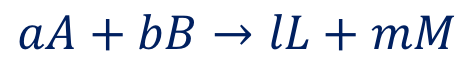 aA + bB → lL + mM